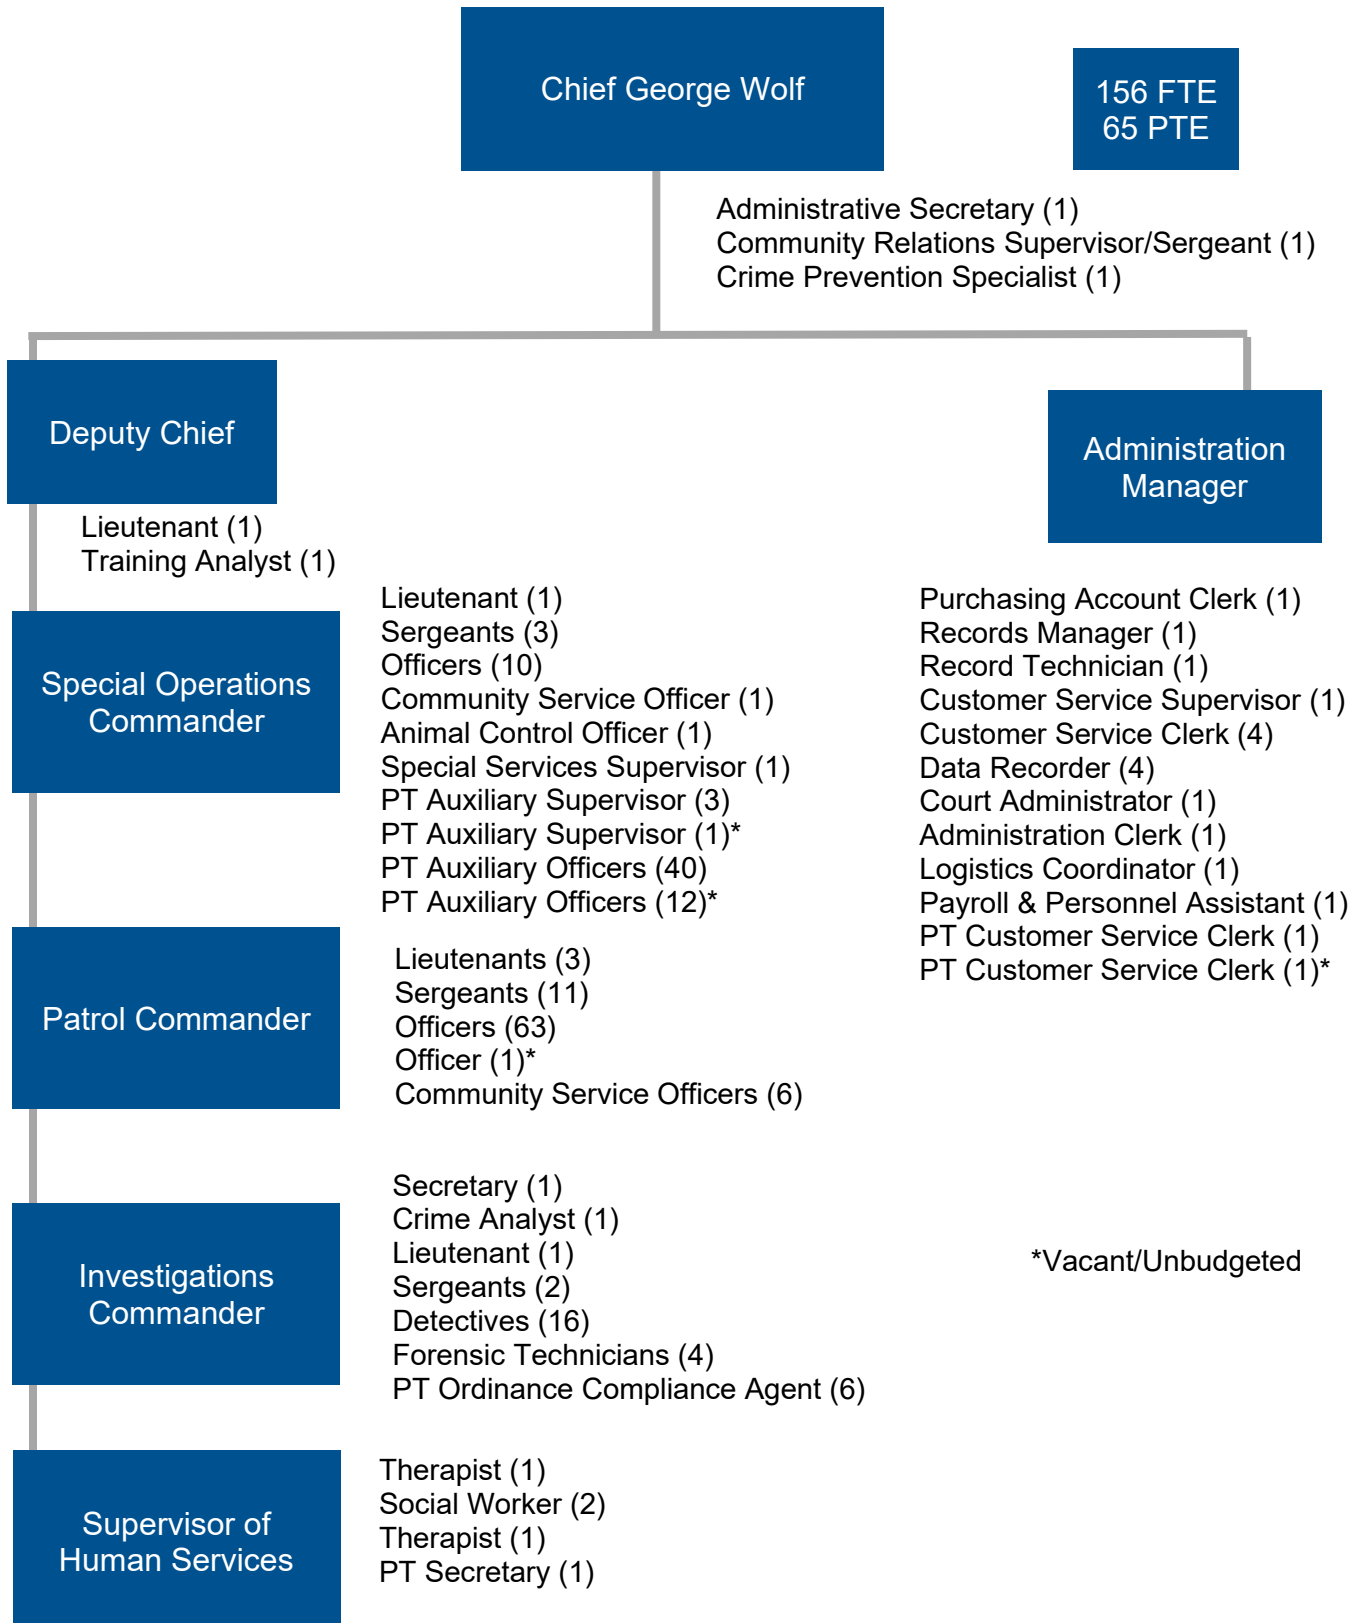 Chief George Wolf
156 FTE
65 PTE
Administrative Secretary (1)
Community Relations Supervisor/Sergeant (1)
Crime Prevention Specialist (1)
Deputy Chief
Lieutenant (1)
Training Analyst (1)
Administration
Manager
Special Operations
Commander
Lieutenant (1)
Sergeants (3)
Officers (10)
Community Service Officer (1)
Animal Control Officer (1)
Special Services Supervisor (1)
PT Auxiliary Supervisor (3)
PT Auxiliary Supervisor (1)*
PT Auxiliary Officers (40)
PT Auxiliary Officers (12)*
Purchasing Account Clerk (1)
Records Manager (1)
Record Technician (1)
Customer Service Supervisor (1)
Customer Service Clerk (4)
Data Recorder (4)
Court Administrator (1)
Administration Clerk (1)
Logistics Coordinator (1)
Payroll & Personnel Assistant (1)
PT Customer Service Clerk (1)
PT Customer Service Clerk (1)*
Patrol Commander
Lieutenants (3)
Sergeants (11)
Officers (63)
Officer (1)*
Community Service Officers (6)
Investigations
Commander
Secretary (1)
Crime Analyst (1)
Lieutenant (1)
Sergeants (2)
Detectives (16)
Forensic Technicians (4)
PT Ordinance Compliance Agent (6)
*Vacant/Unbudgeted
Supervisor of
Human Services
Therapist (1)
Social Worker (2)
Therapist (1)
PT Secretary (1)